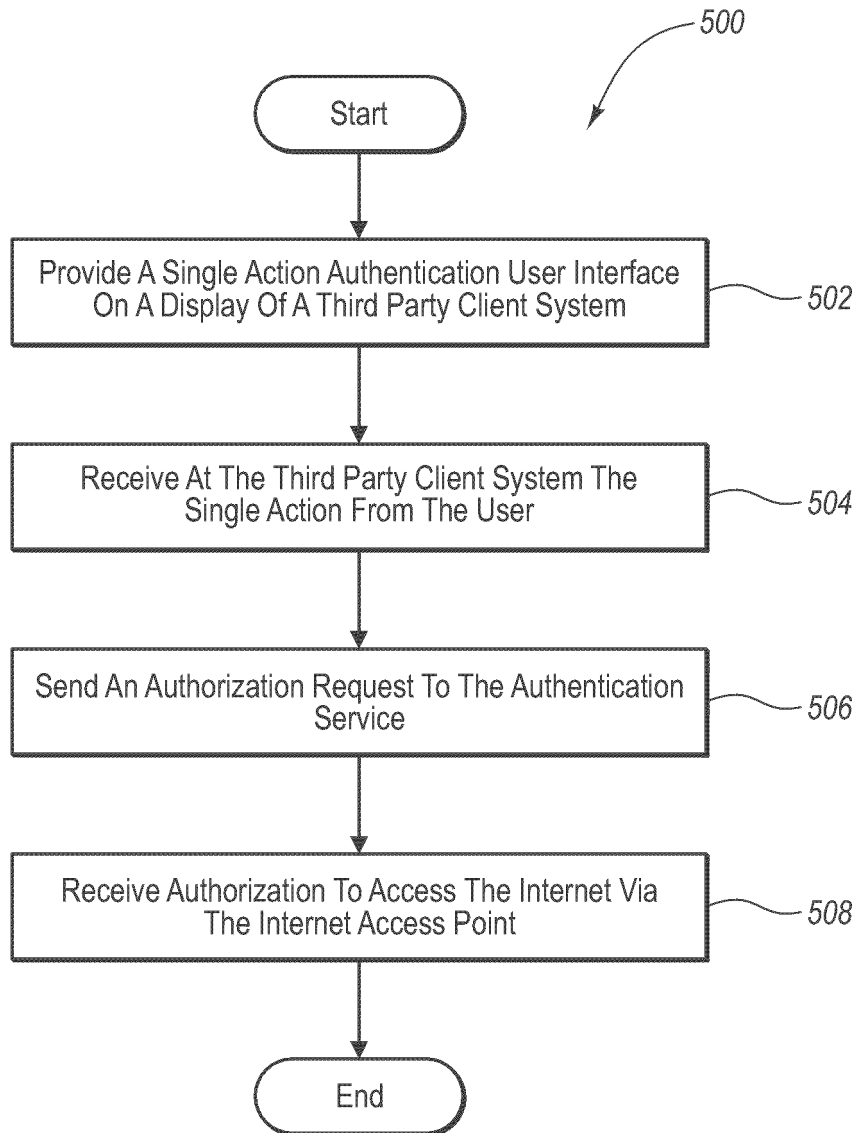 500
Start
Provide A Single Action Authentication User Interface
On A Display Of A Third Party Client System
502
Receive At The Third Party Client System The
Single Action From The User
504
Send An Authorization Request To The Authentication
Service
506
Receive Authorization To Access The Internet Via
The Internet Access Point
508
End